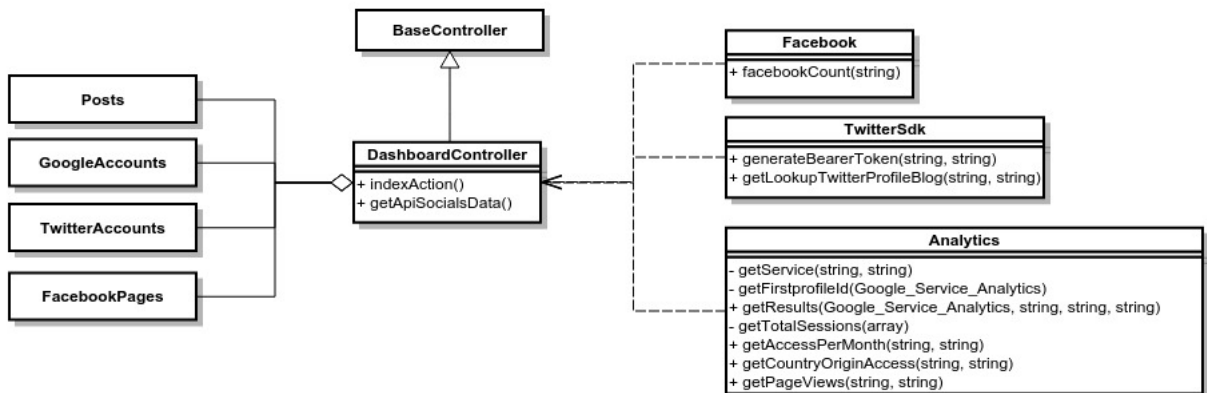 BaseController
Posts
GoogleAccounts
TwitterAccounts
FacebookPages
DashboardController
+ indexAction()
+ getApiSocialsData()
Facebook
+ facebookCount(string)
TwitterSdk
+ generateBearerToken(string, string)
+ getLookupTwitterProfileBlog(string, string)
Analytics
- getService(string, string)
- getFirstprofileId(Google_Service_Analytics)
+ getResults(Google_Service_Analytics, string, string, string)
- getTotalSessions(array)
+ getAccessPerMonth(string, string)
+ getCountryOriginAccess(string, string)
+ getPageViews(string, string)